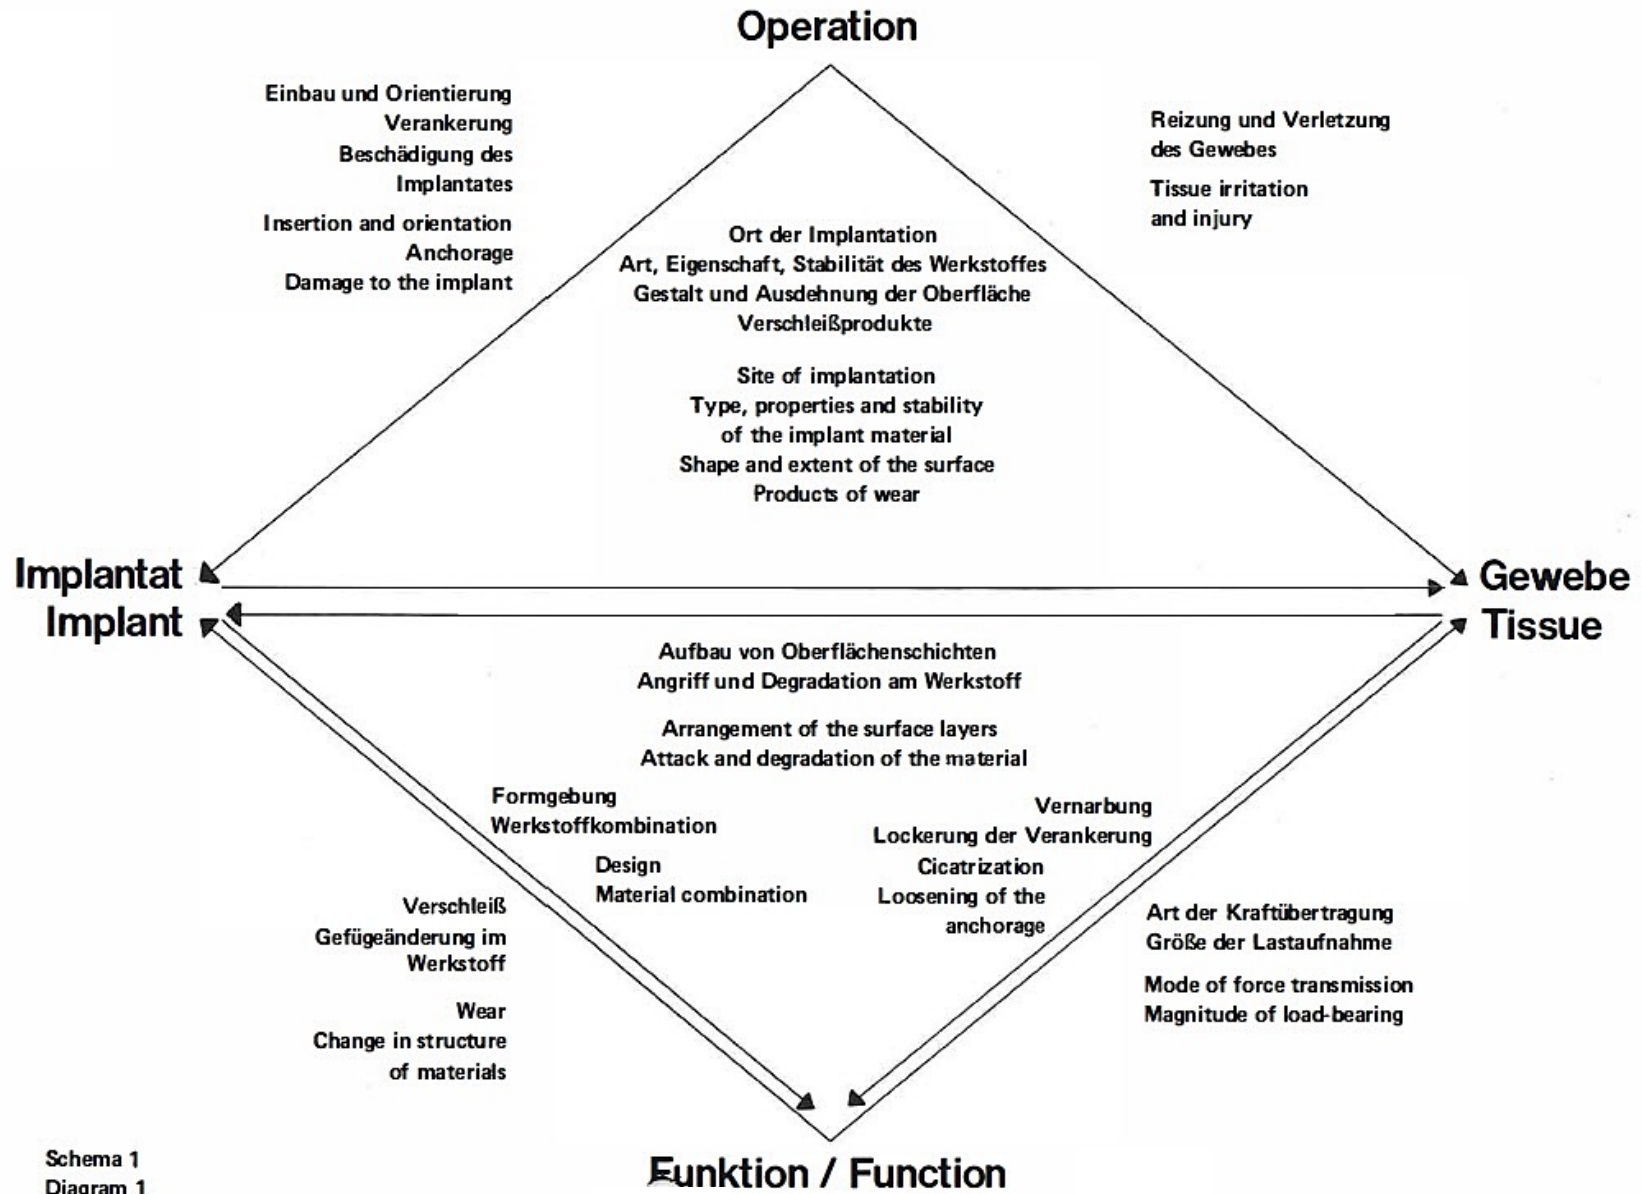 Operation
Einbau und Orientierung
Verankerung
Beschädigung des
Implantates
Insertion and orientation
Anchorage
Damage to the implant
Reizung und Verletzung
des Gewebes
Tissue irritation
and injury
Ort der Implantation
Art, Eigenschaft, Stabilität des Werkstoffes
Gestalt und Ausdehnung der Oberfläche
Verschleißprodukte
Site of implantation
Type, properties and stability
of the implant material
Shape and extent of the surface
Products of wear
Implantat
Implant
Gewebe
Tissue
Aufbau von Oberflächenschichten
Angriff und Degradation am Werkstoff
Arrangement of the surface layers
Attack and degradation of the material
Formgebung
Werkstoffkombination
Design
Material combination
Vernarbung
Lockerung der Verankerung
Cicatrization
Loosening of the
anchorage
Verschleiß
Gefügeänderung im
Werkstoff
Wear
Change in structure
of materials
Art der Kraftübertragung
Größe der Lastaufnahme
Mode of force transmission
Magnitude of load-bearing
Schema 1
Diagram 1
Funktion / Function